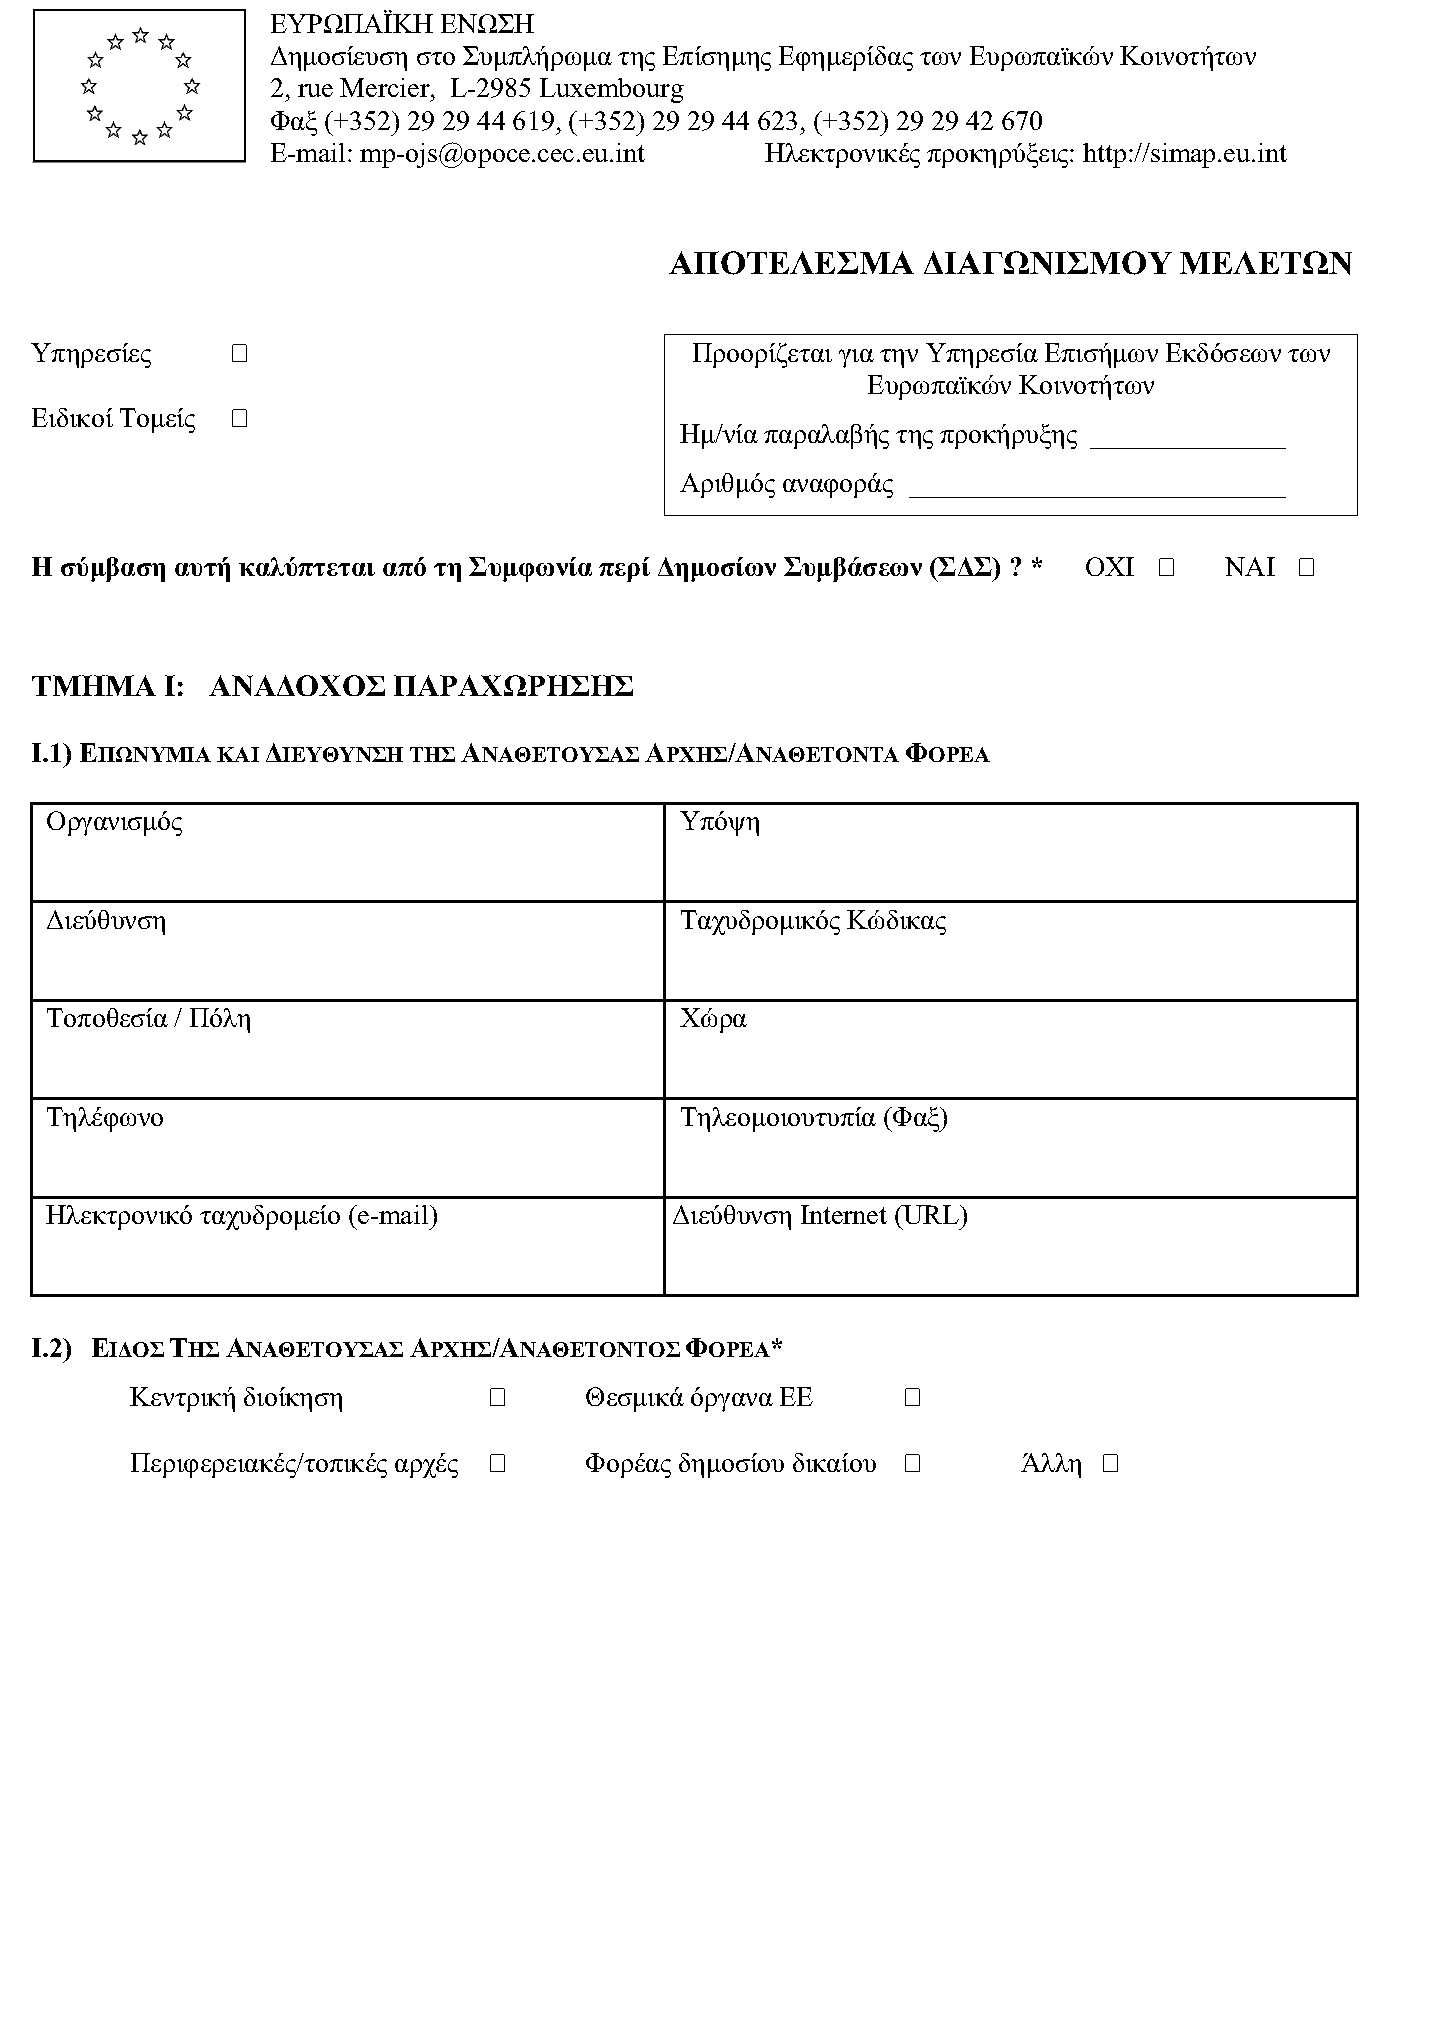 ΕΥΡΩΠΑΪΚΗ ΕΝΩΣΗ
Δημοσίευση στο Συμπλήρωμα της Επίσημης Εφημερίδας των Ευρωπαϊκών Κοινοτήτων
2, rue Mercier, L-2985 Luxembourg
Φαξ (+352) 29 29 44 619, (+352) 29 29 44 623, (+352) 29 29 42 670
E-mail: mp-ojs@opoce.cec.eu.int Ηλεκτρονικές προκηρύξεις: http://simap.eu.int
ΑΠΟΤΕΛΕΣΜΑ ΔΙΑΓΩΝΙΣΜΟΥ ΜΕΛΕΤΩΝ
Υπηρεσίες □
Ειδικοί Τομείς □
Προορίζεται για την Υπηρεσία Επισήμων Εκδόσεων των
Ευρωπαϊκών Κοινοτήτων
Ημ/νία παραλαβής της προκήρυξης ______________
Αριθμός αναφοράς ___________________________
Η σύμβαση αυτή καλύπτεται από τη Συμφωνία περί Δημοσίων Συμβάσεων (ΣΔΣ) ? * ΟΧΙ □ ΝΑΙ □
ΤΜΗΜΑ Ι: ΑΝΑΔΟΧΟΣ ΠΑΡΑΧΩΡΗΣΗΣ
Ι.1) ΕΠΩΝΥΜΙΑ ΚΑΙ ΔΙΕΥΘΥΝΣΗ ΤΗΣ ΑΝΑΘΕΤΟΥΣΑΣ ΑΡΧΗΣ/ΑΝΑΘΕΤΟΝΤΑ ΦΟΡΕΑ
Οργανισμός Υπόψη
Διεύθυνση Ταχυδρομικός Κώδικας
Τοποθεσία / Πόλη Χώρα
Τηλέφωνο Τηλεομοιουτυπία (Φαξ)
Ηλεκτρονικό ταχυδρομείο (e-mail) Διεύθυνση Internet (URL)
Ι.2) ΕΙΔΟΣ ΤΗΣ ΑΝΑΘΕΤΟΥΣΑΣ ΑΡΧΗΣ/ΑΝΑΘΕΤΟΝΤΟΣ ΦΟΡΕΑ*
Κεντρική διοίκηση □ Θεσμικά όργανα ΕΕ □
Περιφερειακές/τοπικές αρχές □ Φορέας δημοσίου δικαίου □ Άλλη □